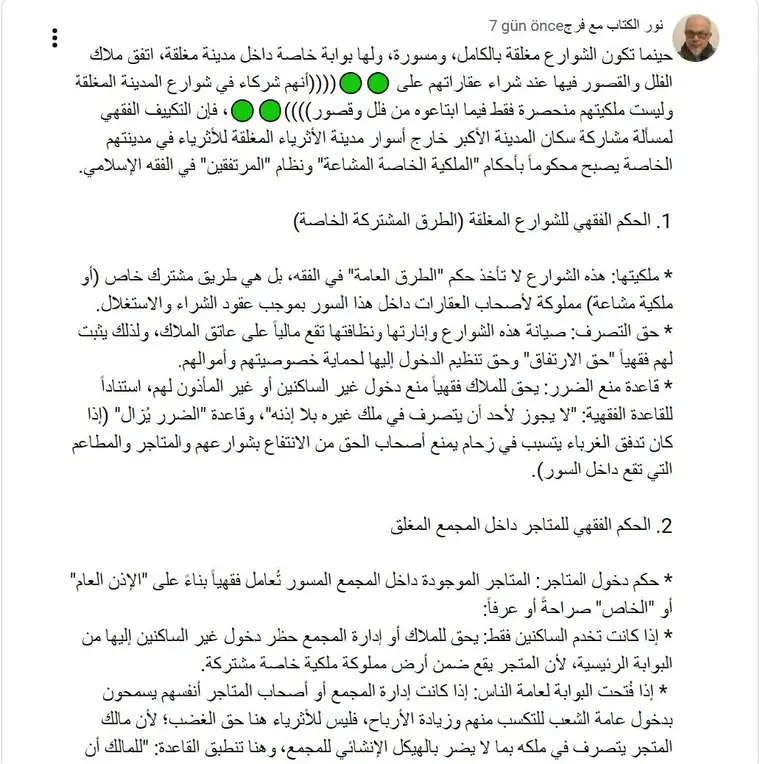 نور الكتاب مع فرج 7 gün önce
حينما تكون الشوارع مغلقة بالكامل، ومسورة، ولها بوابة خاصة داخل مدينة مغلقة، اتفق ملاك
الفلل والقصور فيها عند شراء عقاراتهم على 🟢🟢((((أنهم شركاء في شوارع المدينة المغلقة
وليست ملكيتهم منحصرة فقط فيما ابتاعوه من فلل وقصور))))🟢🟢، فإن التكييف الفقهي
لمسألة مشاركة سكان المدينة الأكبر خارج أسوار مدينة الأثرياء المغلقة للأثرياء في مدينتهم
الخاصة يصبح محكوماً بأحكام "الملكية الخاصة المشاعة" ونظام "المرتفقين" في الفقه الإسلامي.
1. الحكم الفقهي للشوارع المغلقة (الطرق المشتركة الخاصة)
* ملكيتها: هذه الشوارع لا تأخذ حكم "الطرق العامة" في الفقه، بل هي طريق مشترك خاص (أو
ملكية مشاعة) مملوكة لأصحاب العقارات داخل هذا السور بموجب عقود الشراء والاستغلال.
* حق التصرف: صيانة هذه الشوارع وإنارتها ونظافتها تقع مالياً على عاتق الملاك، ولذلك يثبت
لهم فقهياً "حق الارتفاق" وحق تنظيم الدخول إليها لحماية خصوصيتهم وأموالهم.
* قاعدة منع الضرر: يحق للملاك فقهياً منع دخول غير الساكنين أو غير المأذون لهم، استناداً
للقاعدة الفقهية: "لا يجوز لأحد أن يتصرف في ملك غيره بلا إذنه"، وقاعدة "الضرر يُزال" (إذا
كان تدفق الغرباء يتسبب في زحام يمنع أصحاب الحق من الانتفاع بشوارعهم والمتاجر والمطاعم
التي تقع داخل السور).
2. الحكم الفقهي للمتاجر داخل المجمع المغلق
* حكم دخول المتاجر: المتاجر الموجودة داخل المجمع المسور تُعامل فقهياً بناءً على "الإذن العام"
أو "الخاص" صراحةً أو عرفاً:
* إذا كانت تخدم الساكنين فقط: يحق للملاك أو إدارة المجمع حظر دخول غير الساكنين إليها من
البوابة الرئيسية، لأن المتجر يقع ضمن أرض مملوكة ملكية خاصة مشتركة.
* إذا فُتحت البوابة لعامة الناس: إذا كانت إدارة المجمع أو أصحاب المتاجر أنفسهم يسمحون
بدخول عامة الشعب للتكسب منهم وزيادة الأرباح، فليس للأثرياء هنا حق الغضب؛ لأن مالك
المتجر يتصرف في ملكه بما لا يضر بالهيكل الإنشائي للمجمع، وهنا تنطبق القاعدة: "للمالك أن